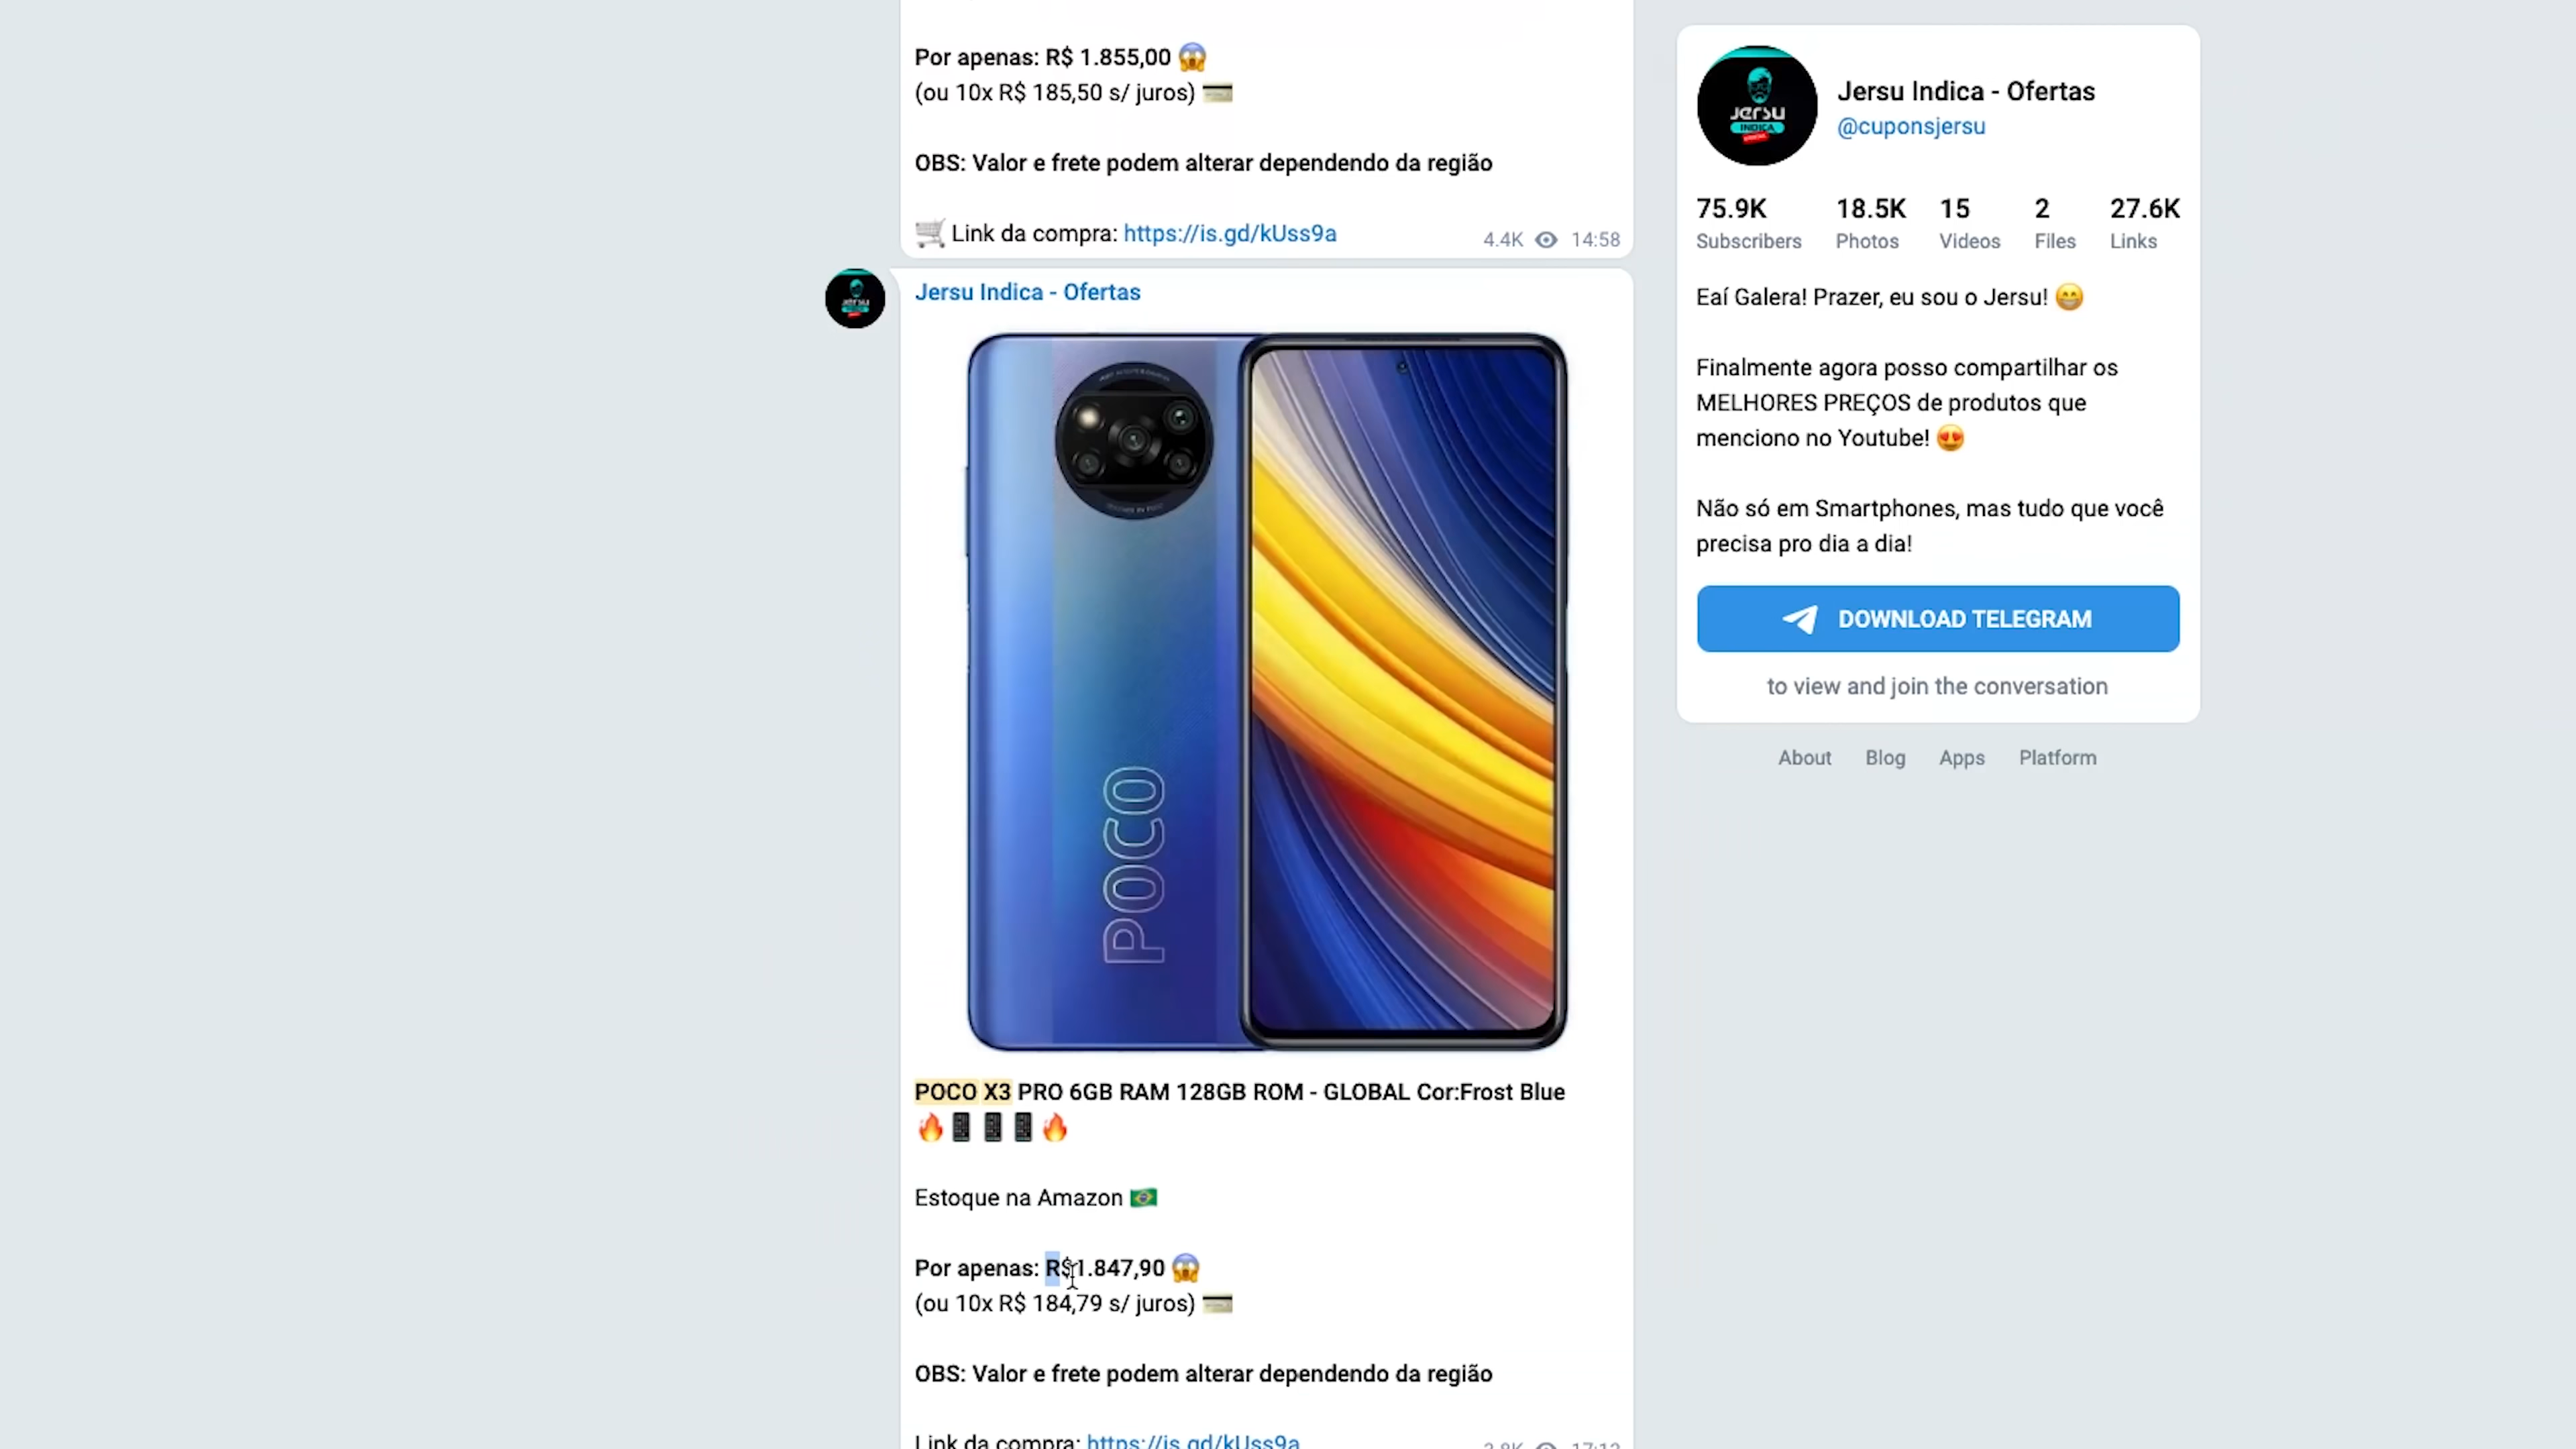 Por apenas: R$ 1.855,00 😱
(ou 10x R$ 185,50 s/ juros) 💳
OBS: Valor e frete podem alterar dependendo da região
🛒 Link da compra: https://is.gd/kUss9a
4.4K 14:58
Jersu Indica - Ofertas
POCO
POCO X3 PRO 6GB RAM 128GB ROM - GLOBAL Cor:Frost Blue
🔥📱📱📱🔥
Estoque na Amazon 🇧🇷
Por apenas: R$1.847,90 😱
(ou 10x R$ 184,79 s/ juros) 💳
OBS: Valor e frete podem alterar dependendo da região
Link da compra: https://is.gd/kUss9a
Jersu
INDICA
Jersu Indica - Ofertas
@cuponsjersu
75.9K 18.5K 15 2 27.6K
Subscribers Photos Videos Files Links
Eaí Galera! Prazer, eu sou o Jersu! 😁
Finalmente agora posso compartilhar os
MELHORES PREÇOS de produtos que
menciono no Youtube! 😍
Não só em Smartphones, mas tudo que você
precisa pro dia a dia!
DOWNLOAD TELEGRAM
to view and join the conversation
About Blog Apps Platform